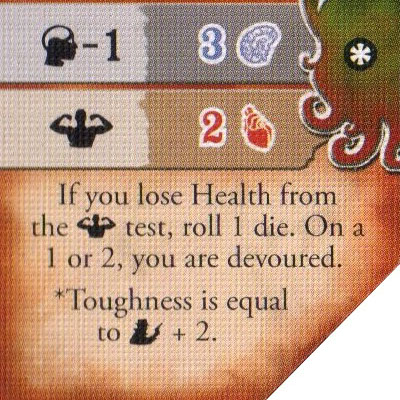 -1 3 *
2
If you lose Health from
the test, roll 1 die. On a
1 or 2, you are devoured.
*Toughness is equal
to + 2.